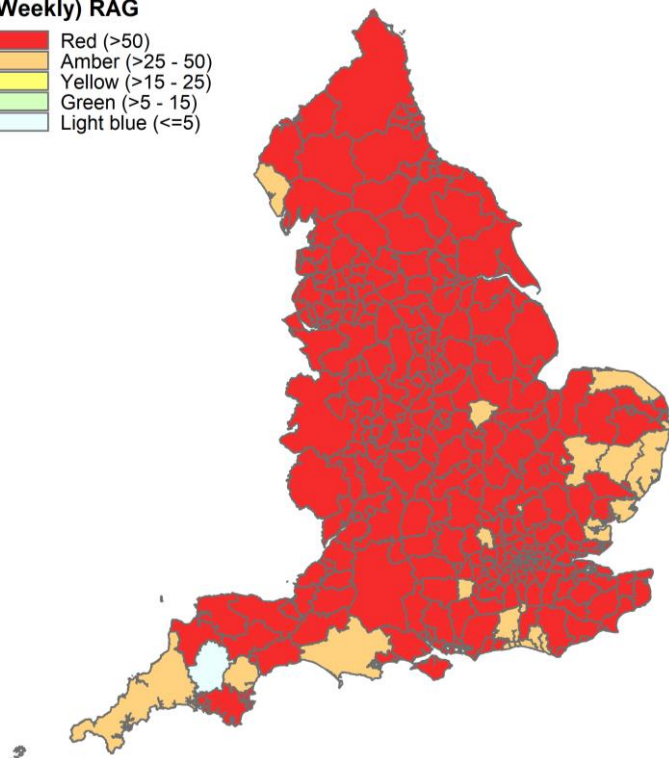 Weekly) RAG
Red (>50)
Amber (>25 - 50)
Yellow (>15 - 25)
Green (>5 - 15)
Light blue (<=5)